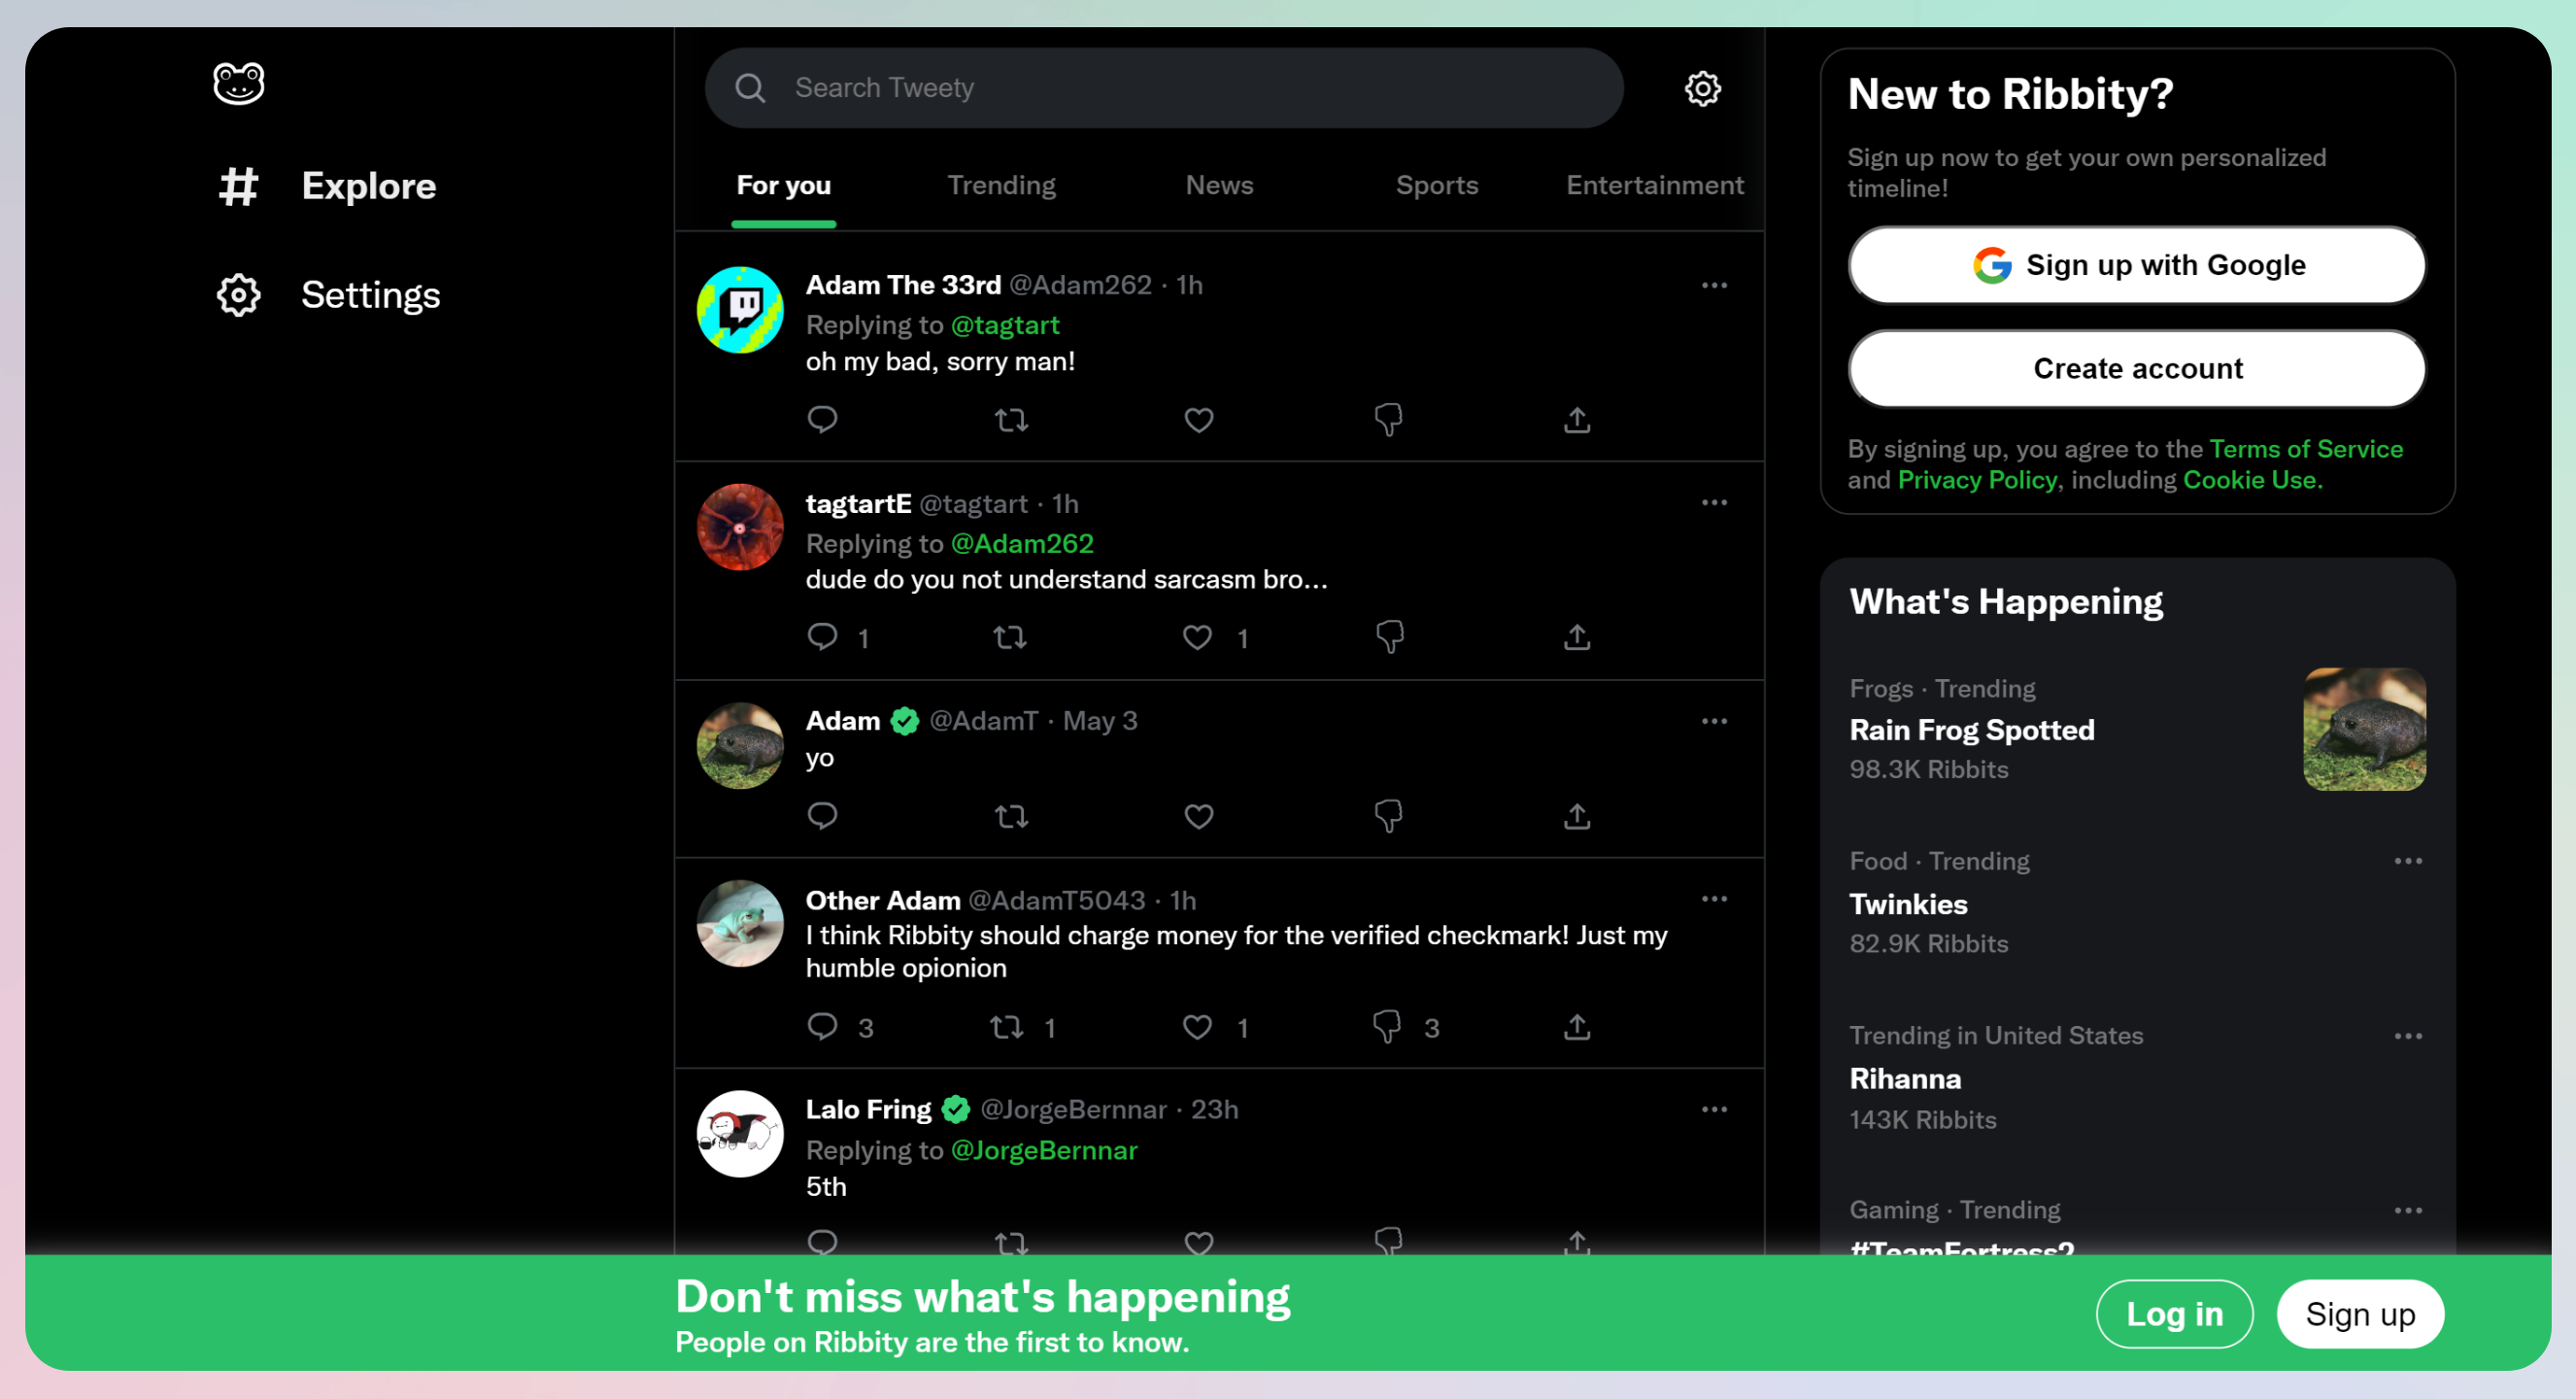 Explore
Settings
Search Tweety
For you
Trending
News
Sports
Entertainment
Adam The 33rd @Adam262 · 1h
Replying to @tagtart
oh my bad, sorry man!
tagtartE @tagtart · 1h
Replying to @Adam262
dude do you not understand sarcasm bro...
1
1
Adam @AdamT · May 3
yo
Other Adam @AdamT5043 · 1h
I think Ribbity should charge money for the verified checkmark! Just my
humble opionion
3
1
1
3
Lalo Fring @JorgeBernnar · 23h
Replying to @JorgeBernnar
5th
New to Ribbity?
Sign up now to get your own personalized
timeline!
Sign up with Google
Create account
By signing up, you agree to the Terms of Service
and Privacy Policy, including Cookie Use.
What's Happening
Frogs · Trending
Rain Frog Spotted
98.3K Ribbits
Food · Trending
Twinkies
82.9K Ribbits
Trending in United States
Rihanna
143K Ribbits
Gaming · Trending
#TeamFortress2
Don't miss what's happening
People on Ribbity are the first to know.
Log in
Sign up